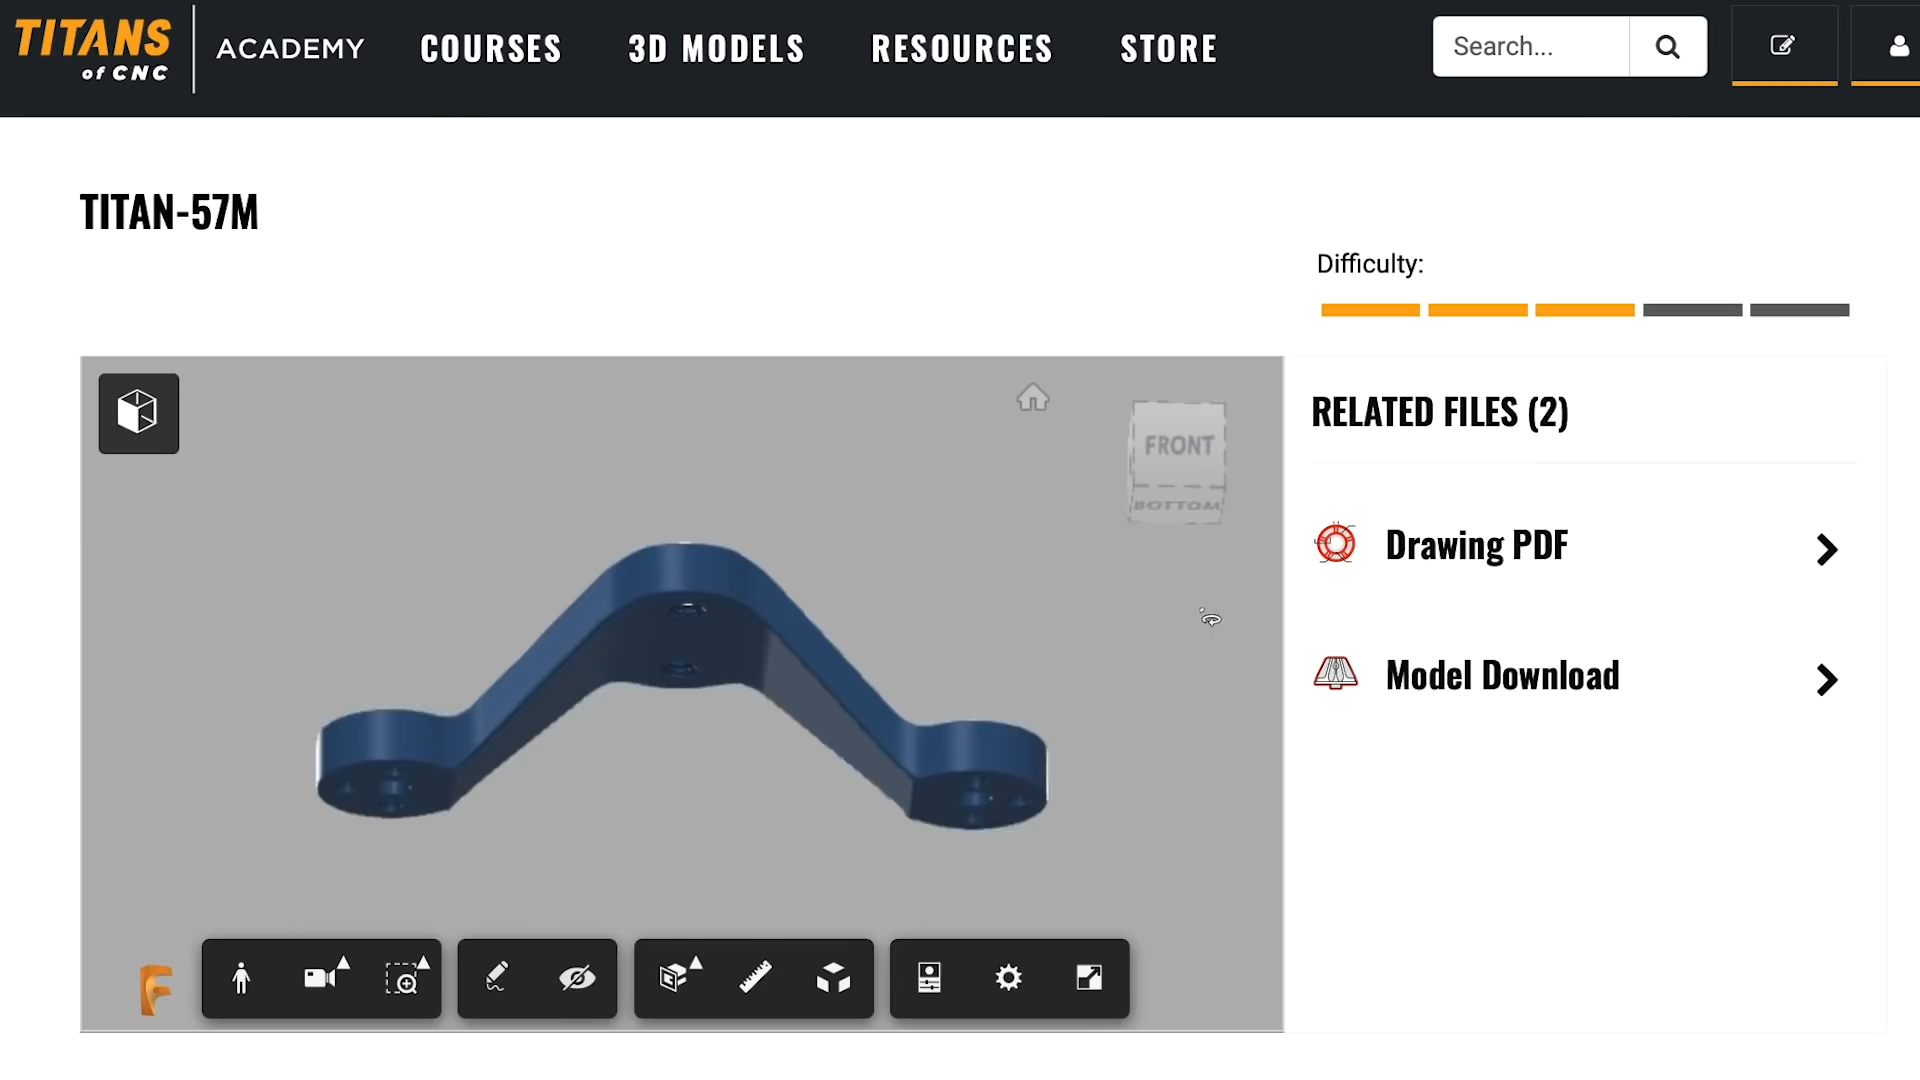 TITANS
of CNC
ACADEMY
COURSES
3D MODELS
RESOURCES
STORE
Search...
TITAN-57M
Difficulty:
FRONT
BOTTOM
RELATED FILES (2)
Drawing PDF
Model Download